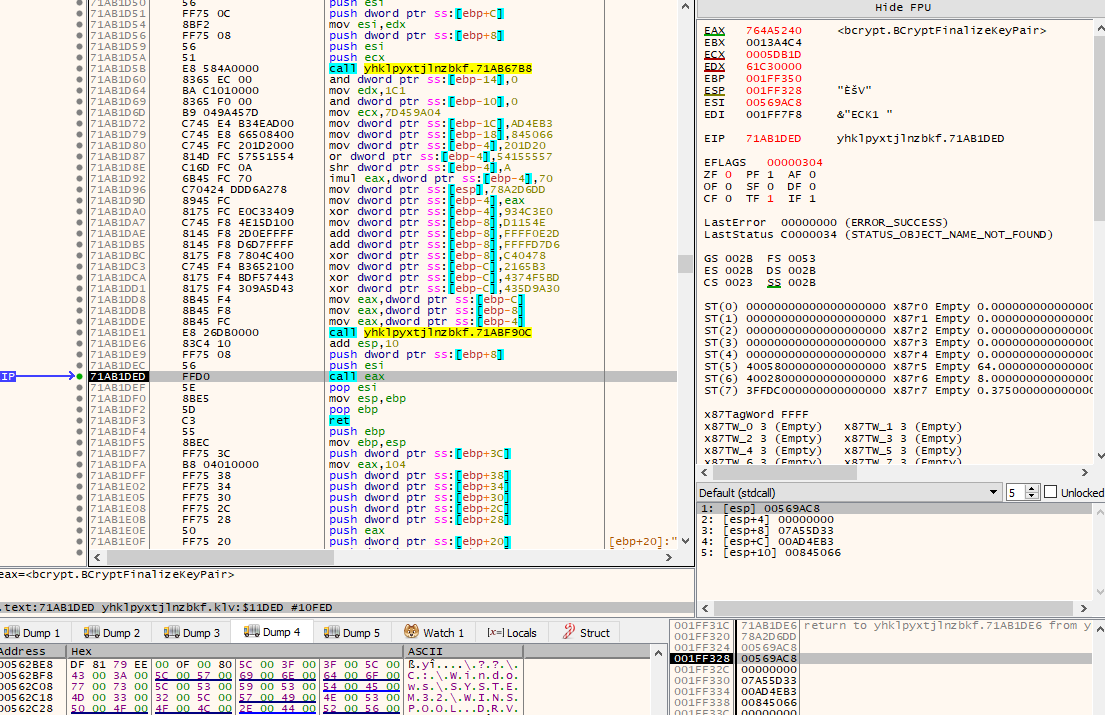 71AB1D50 56 push esi
71AB1D51 FF75 0C push dword ptr ss:[ebp+C]
71AB1D54 8BF2 mov esi,edx
71AB1D56 FF75 08 push dword ptr ss:[ebp+8]
71AB1D59 56 push esi
71AB1D5A 51 push ecx
71AB1D5B E8 584A0000 call yhklpyxtjlnzbkf.71AB67B8
71AB1D60 8365 EC 00 and dword ptr ss:[ebp-14],0
71AB1D64 BA C1010000 mov edx,1C1
71AB1D69 8365 F0 00 and dword ptr ss:[ebp-10],0
71AB1D6D B9 049A457D mov ecx,7D459A04
71AB1D72 C745 E4 B34EAD00 mov dword ptr ss:[ebp-1C],AD4EB3
71AB1D79 C745 E8 66508400 mov dword ptr ss:[ebp-18],845066
71AB1D80 C745 FC 201D2000 mov dword ptr ss:[ebp-4],201D20
71AB1D87 814D FC 57551554 or dword ptr ss:[ebp-4],54155557
71AB1D8E C16D FC 0A shr dword ptr ss:[ebp-4],A
71AB1D92 6B45 FC 70 imul eax,dword ptr ss:[ebp-4],70
71AB1D96 C70424 DDD6A278 mov dword ptr ss:[esp],78A2D6DD
71AB1D9D 8945 FC mov dword ptr ss:[ebp-4],eax
71AB1DA0 8175 FC E0C33409 xor dword ptr ss:[ebp-4],934C3E0
71AB1DA7 C745 F8 4E15D100 mov dword ptr ss:[ebp-8],D1154E
71AB1DAE 8145 F8 2D0EFFFF add dword ptr ss:[ebp-8],FFFF0E2D
71AB1DB5 8145 F8 D6D7FFFF add dword ptr ss:[ebp-8],FFFFD7D6
71AB1DBC 8175 F8 7804C400 xor dword ptr ss:[ebp-8],C40478
71AB1DC3 C745 F4 B3652100 mov dword ptr ss:[ebp-C],2165B3
71AB1DCA 8175 F4 BDF57443 xor dword ptr ss:[ebp-C],4374F5BD
71AB1DD1 8175 F4 309A5D43 xor dword ptr ss:[ebp-C],435D9A30
71AB1DD8 8B45 F4 mov eax,dword ptr ss:[ebp-C]
71AB1DDB 8B45 F8 mov eax,dword ptr ss:[ebp-8]
71AB1DDE 8B45 FC mov eax,dword ptr ss:[ebp-4]
71AB1DE1 E8 26DB0000 call yhklpyxtjlnzbkf.71ABF90C
71AB1DE6 83C4 10 add esp,10
71AB1DE9 FF75 08 push dword ptr ss:[ebp+8]
71AB1DEC 56 push esi
IP 71AB1DED FFD0 call eax
71AB1DEF 5E pop esi
71AB1DF0 8BE5 mov esp,ebp
71AB1DF2 5D pop ebp
71AB1DF3 C3 ret
71AB1DF4 55 push ebp
71AB1DF5 8BEC mov ebp,esp
71AB1DF7 FF75 3C push dword ptr ss:[ebp+3C]
71AB1DFA B8 04010000 mov eax,104
71AB1DFF FF75 38 push dword ptr ss:[ebp+38]
71AB1E02 FF75 34 push dword ptr ss:[ebp+34]
71AB1E05 FF75 30 push dword ptr ss:[ebp+30]
71AB1E08 FF75 2C push dword ptr ss:[ebp+2C]
71AB1E0B FF75 28 push dword ptr ss:[ebp+28]
71AB1E0E 50 push eax
71AB1E0F FF75 20 push dword ptr ss:[ebp+20] [ebp+20]:"
eax=<bcrypt.BCryptFinalizeKeyPair>
.text:71AB1DED yhklpyxtjlnzbkf.klv:$11DED #10FED
Hide FPU
EAX 764A5240 <bcrypt.BCryptFinalizeKeyPair>
EBX 0013A4C4
ECX 0005DB1D
EDX 61C30000
EBP 001FF350
ESP 001FF328 "ÈšV"
ESI 00569AC8
EDI 001FF7F8 &"ECK1 "
EIP 71AB1DED yhklpyxtjlnzbkf.71AB1DED
EFLAGS 00000304
ZF 0 PF 1 AF 0
OF 0 SF 0 DF 0
CF 0 TF 1 IF 1
LastError 00000000 (ERROR_SUCCESS)
LastStatus C0000034 (STATUS_OBJECT_NAME_NOT_FOUND)
GS 002B FS 0053
ES 002B DS 002B
CS 0023 SS 002B
ST(0) 00000000000000000000 x87r0 Empty 0.000000000000000
ST(1) 00000000000000000000 x87r1 Empty 0.000000000000000
ST(2) 00000000000000000000 x87r2 Empty 0.000000000000000
ST(3) 00000000000000000000 x87r3 Empty 0.000000000000000
ST(4) 00000000000000000000 x87r4 Empty 0.000000000000000
ST(5) 40058000000000000000 x87r5 Empty 64.00000000000000
ST(6) 40028000000000000000 x87r6 Empty 8.000000000000000
ST(7) 3FFDC000000000000000 x87r7 Empty 0.375000000000000
x87TagWord FFFF
x87TW_0 3 (Empty) x87TW_1 3 (Empty)
x87TW_2 3 (Empty) x87TW_3 3 (Empty)
x87TW_4 3 (Empty) x87TW_5 3 (Empty)
x87TW_6 3 (Empty) x87TW_7 3 (Empty)
Default (stdcall) 5 Unlocked
1: [esp] 00569AC8
2: [esp+4] 00000000
3: [esp+8] 07A55D33
4: [esp+C] 00AD4EB3
5: [esp+10] 00845066
Dump 1 Dump 2 Dump 3 Dump 4 Dump 5 Watch 1 [x=] Locals Struct
Address Hex ASCII
00562BE8 DF 81 79 EE 00 0F 00 80 5C 00 3F 00 3F 00 5C 00 ß.yî....\.?.?.\.
00562BF8 43 00 3A 00 5C 00 57 00 69 00 6E 00 64 00 6F 00 C.:.\.W.i.n.d.o.
00562C08 77 00 73 00 5C 00 53 00 59 00 53 00 54 00 45 00 w.s.\.S.Y.S.T.E.
00562C18 4D 00 33 00 32 00 5C 00 57 00 49 00 4E 00 53 00 M.3.2.\.W.I.N.S.
50 00 4F 00 4F 00 4C 00 2E 00 44 00 52 00 56 00 P.O.O.L...D.R.V.
001FF31C 71AB1DE6 return to yhklpyxtjlnzbkf.71AB1DE6 from y
001FF320 78A2D6DD
001FF324 00569AC8
001FF328 00569AC8
001FF32C 00000000
001FF330 07A55D33
001FF334 00AD4EB3
001FF338 00845066
001FF33C 00000000